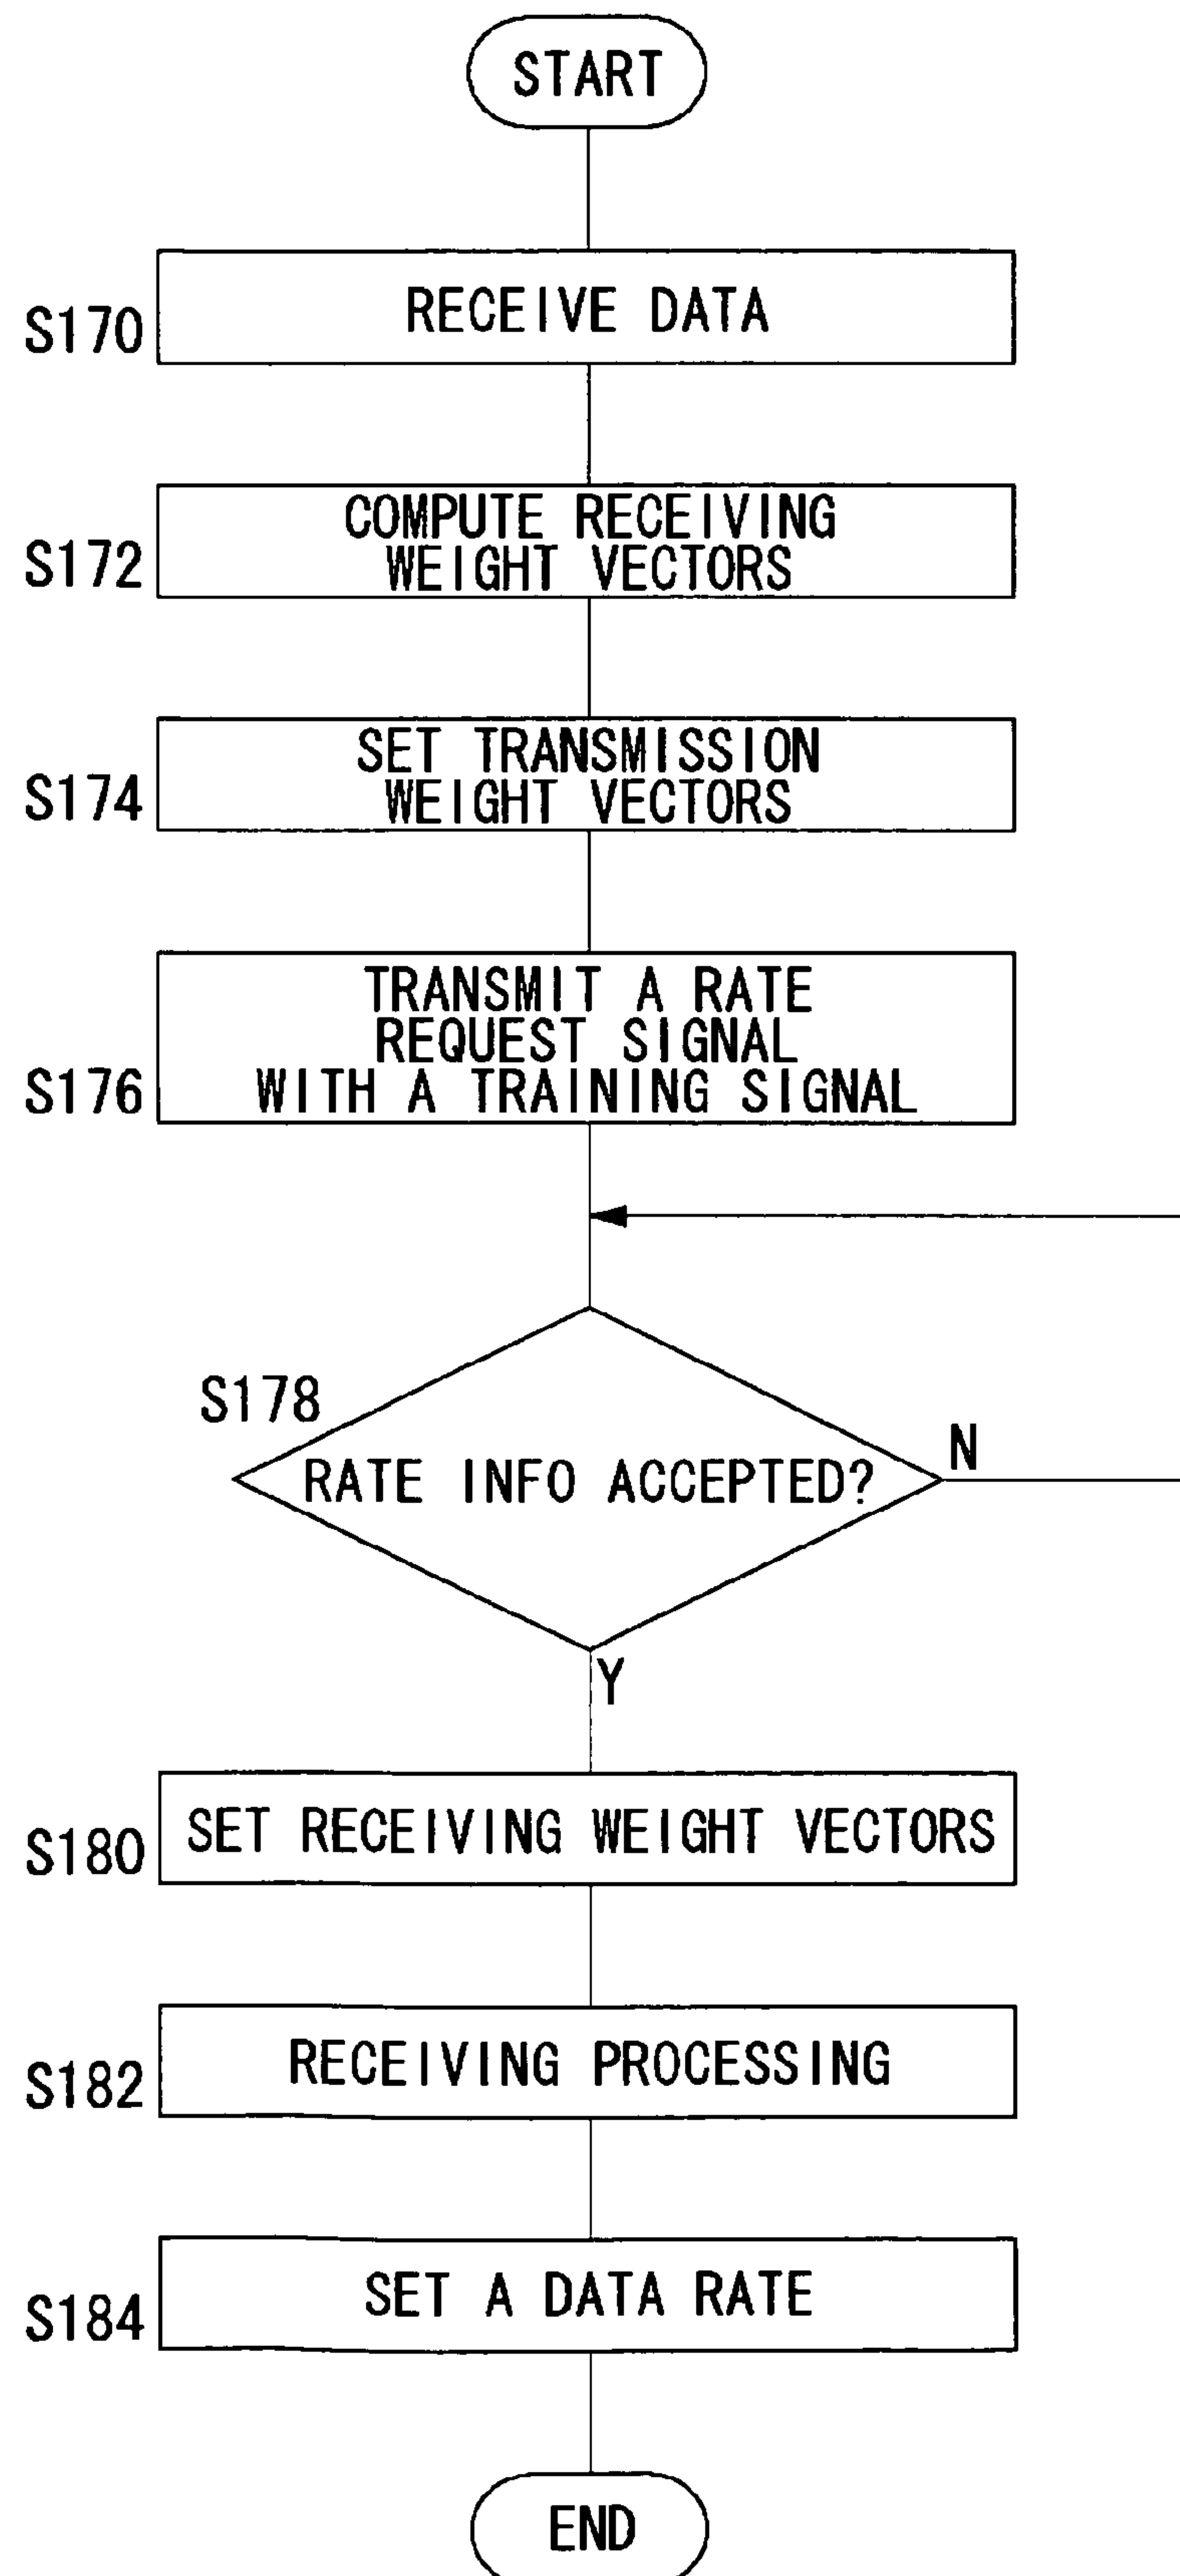 START
S170
RECEIVE DATA
S172
COMPUTE RECEIVING
WEIGHT VECTORS
S174
SET TRANSMISSION
WEIGHT VECTORS
S176
TRANSMIT A RATE
REQUEST SIGNAL
WITH A TRAINING SIGNAL
S178
RATE INFO ACCEPTED?
N
Y
S180
SET RECEIVING WEIGHT VECTORS
S182
RECEIVING PROCESSING
S184
SET A DATA RATE
END